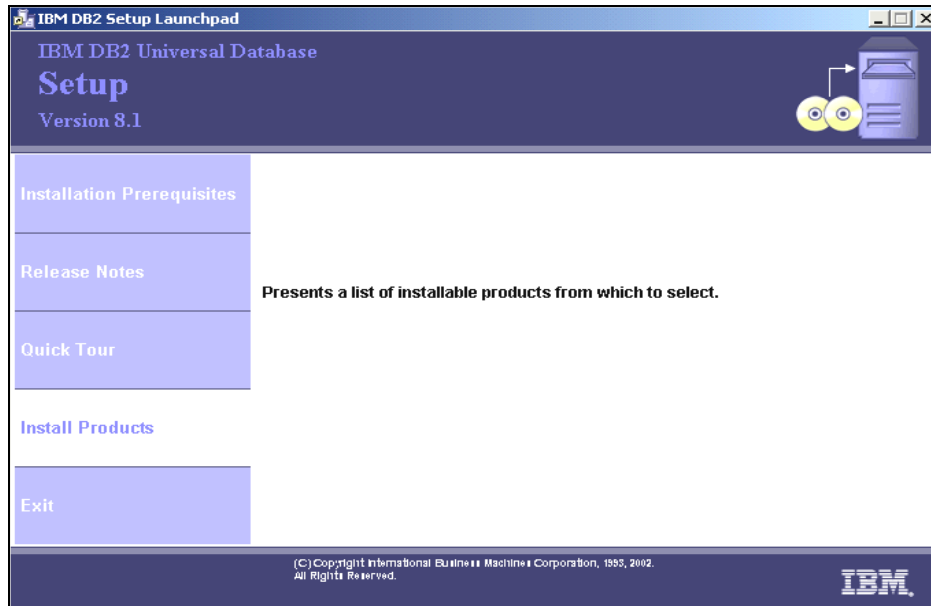 IBM DB2 Setup Launchpad
IBM DB2 Universal Database
Setup
Version 8.1
Installation Prerequisites
Release Notes
Presents a list of installable products from which to select.
Quick Tour
Install Products
Exit
(C) Copyright International Business Machines Corporation, 1993, 2002.
All Rights Reserved.
IBM